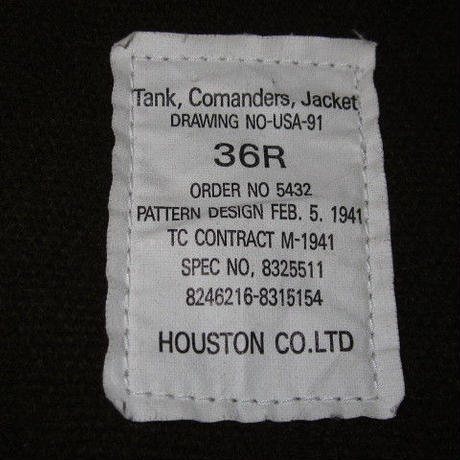 Tank, Comanders, Jacket
DRAWING NO-USA-91
36R
ORDER NO 5432
PATTERN DESIGN FEB. 5. 1941
TC CONTRACT M-1941
SPEC NO, 8325511
8246216-8315154
HOUSTON CO.LTD